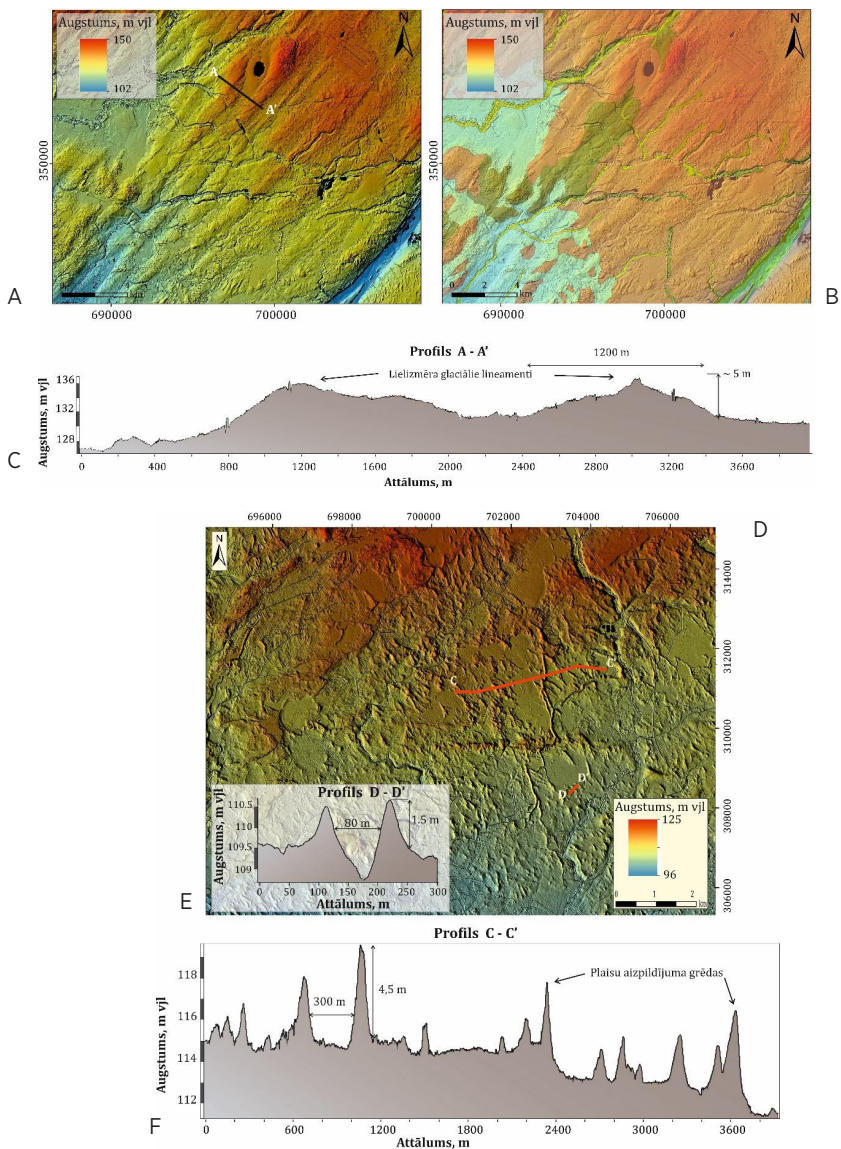 Augstums, m vjl
150
102
N
A
A'
350000
0 2 4
km
690000
700000
A
Augstums, m vjl
150
102
N
350000
0 2 4
km
690000
700000
B
Profils A - A'
1200 m
Lielizmēra glaciālie lineamenti
~ 5 m
Augstums, m vjl
136
132
128
0 400 800 1200 1600 2000 2400 2800 3200 3600
Attālums, m
C
696000 698000 700000 702000 704000 706000
D
N
314000
312000
310000
308000
306000
C
C'
D
D'
Profils D - D'
Augstums, m vjl
110.5
110
109.5
109
80 m
1.5 m
0 50 100 150 200 250 300
Attālums, m
Augstums, m vjl
125
96
0 1 2
km
E
Profils C - C'
Augstums, m vjl
118
116
114
112
300 m
4,5 m
Plaisu aizpildījuma grēdas
0 600 1200 1800 2400 3000 3600
Attālums, m
F